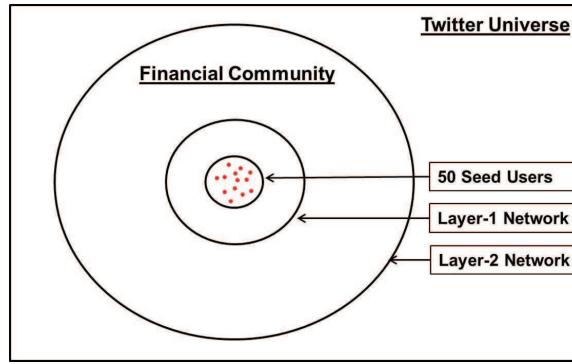 Twitter Universe
Financial Community
50 Seed Users
Layer-1 Network
Layer-2 Network